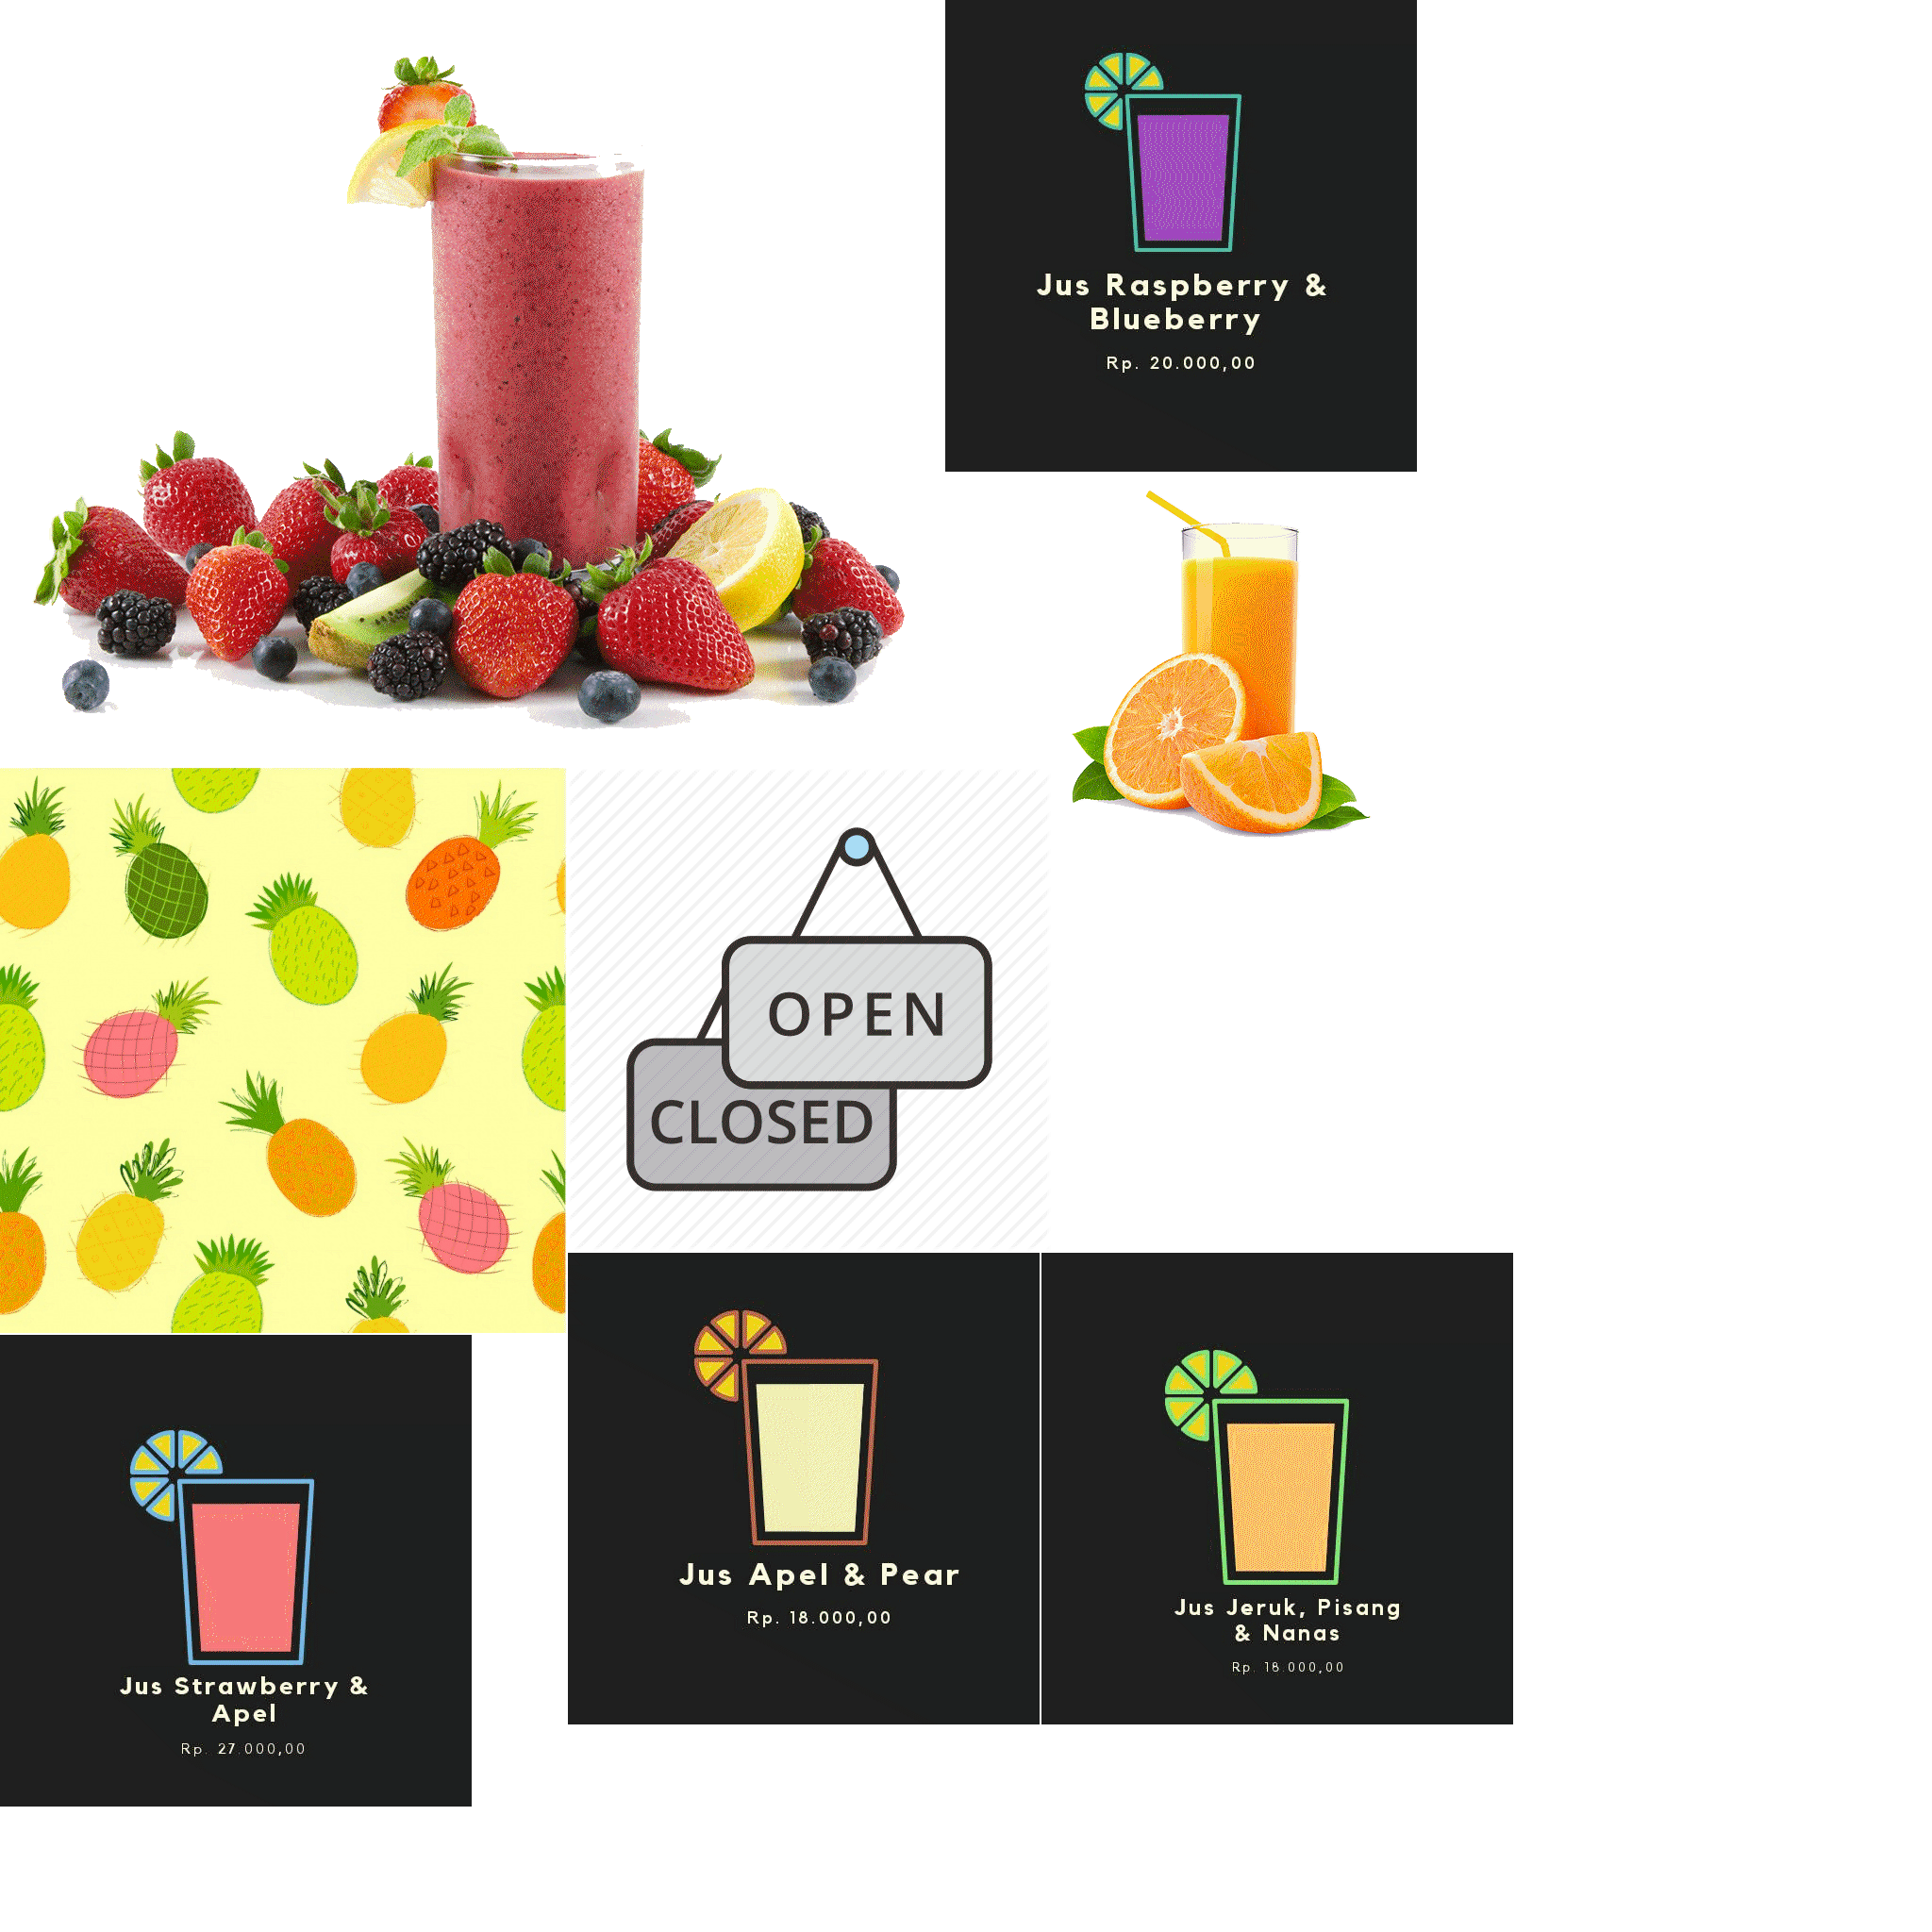 Jus Raspberry &
Blueberry
Rp. 20.000,00
OPEN
CLOSED
Jus Strawberry &
Apel
Rp. 27.000,00
Jus Apel & Pear
Rp. 18.000,00
Jus Jeruk, Pisang
& Nanas
Rp. 18.000,00